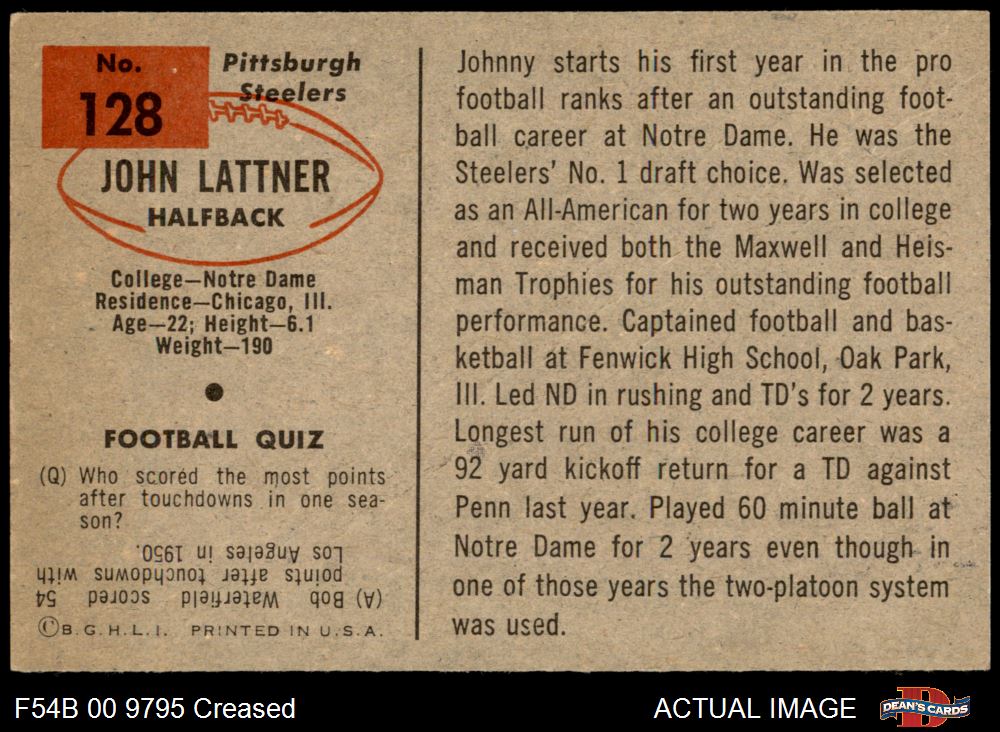 No.
128
Pittsburgh
Steelers
JOHN LATTNER
HALFBACK
College—Notre Dame
Residence—Chicago, Ill.
Age—22; Height—6.1
Weight—190
FOOTBALL QUIZ
(Q) Who scored the most points
after touchdowns in one sea-
son?
(A) Bob Waterfield scored 54
points after touchdowns with
Los Angeles in 1950.
©B.G.H.L.I. PRINTED IN U.S.A.
Johnny starts his first year in the pro
football ranks after an outstanding foot-
ball career at Notre Dame. He was the
Steelers' No. 1 draft choice. Was selected
as an All-American for two years in college
and received both the Maxwell and Heis-
man Trophies for his outstanding football
performance. Captained football and bas-
ketball at Fenwick High School, Oak Park,
Ill. Led ND in rushing and TD's for 2 years.
Longest run of his college career was a
92 yard kickoff return for a TD against
Penn last year. Played 60 minute ball at
Notre Dame for 2 years even though in
one of those years the two-platoon system
was used.
F54B 00 9795 Creased
ACTUAL IMAGE
D
DEAN'S CARDS